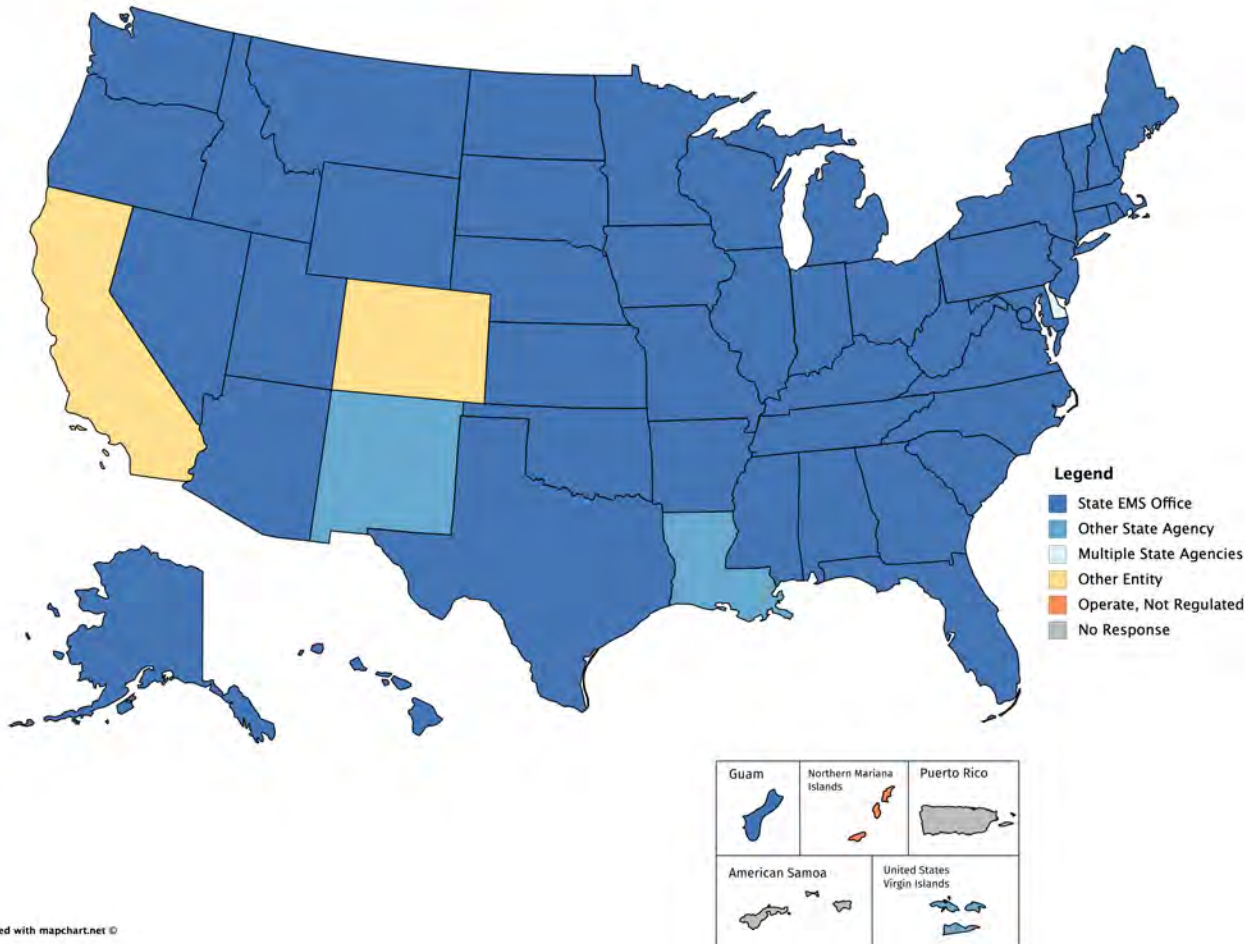 Legend
State EMS Office
Other State Agency
Multiple State Agencies
Other Entity
Operate, Not Regulated
No Response
Guam
Northern Mariana
Islands
Puerto Rico
American Samoa
United States
Virgin Islands
ed with mapchart.net ©